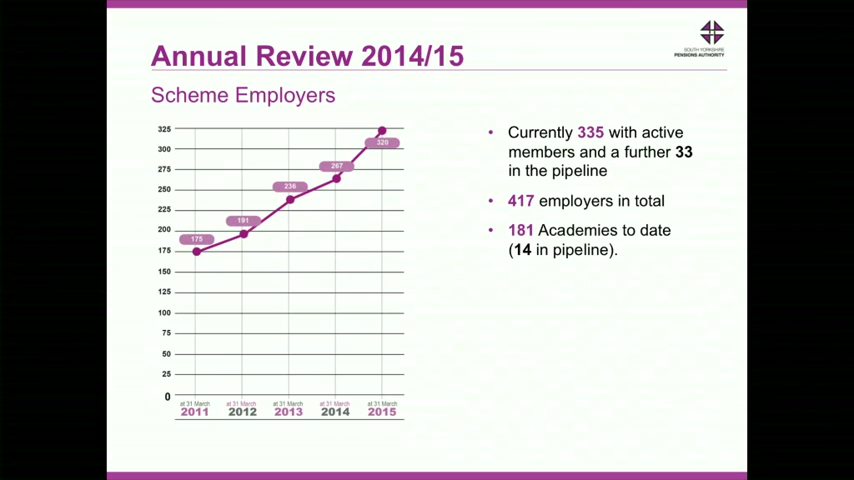 Annual Review 2014/15
SOUTH YORKSHIRE
PENSIONS AUTHORITY
Scheme Employers
325
300
275
250
225
200
175
150
125
100
75
50
25
0
175
191
236
267
320
at 31 March
2011
at 31 March
2012
at 31 March
2013
at 31 March
2014
at 31 March
2015
• Currently 335 with active
members and a further 33
in the pipeline
• 417 employers in total
• 181 Academies to date
(14 in pipeline).